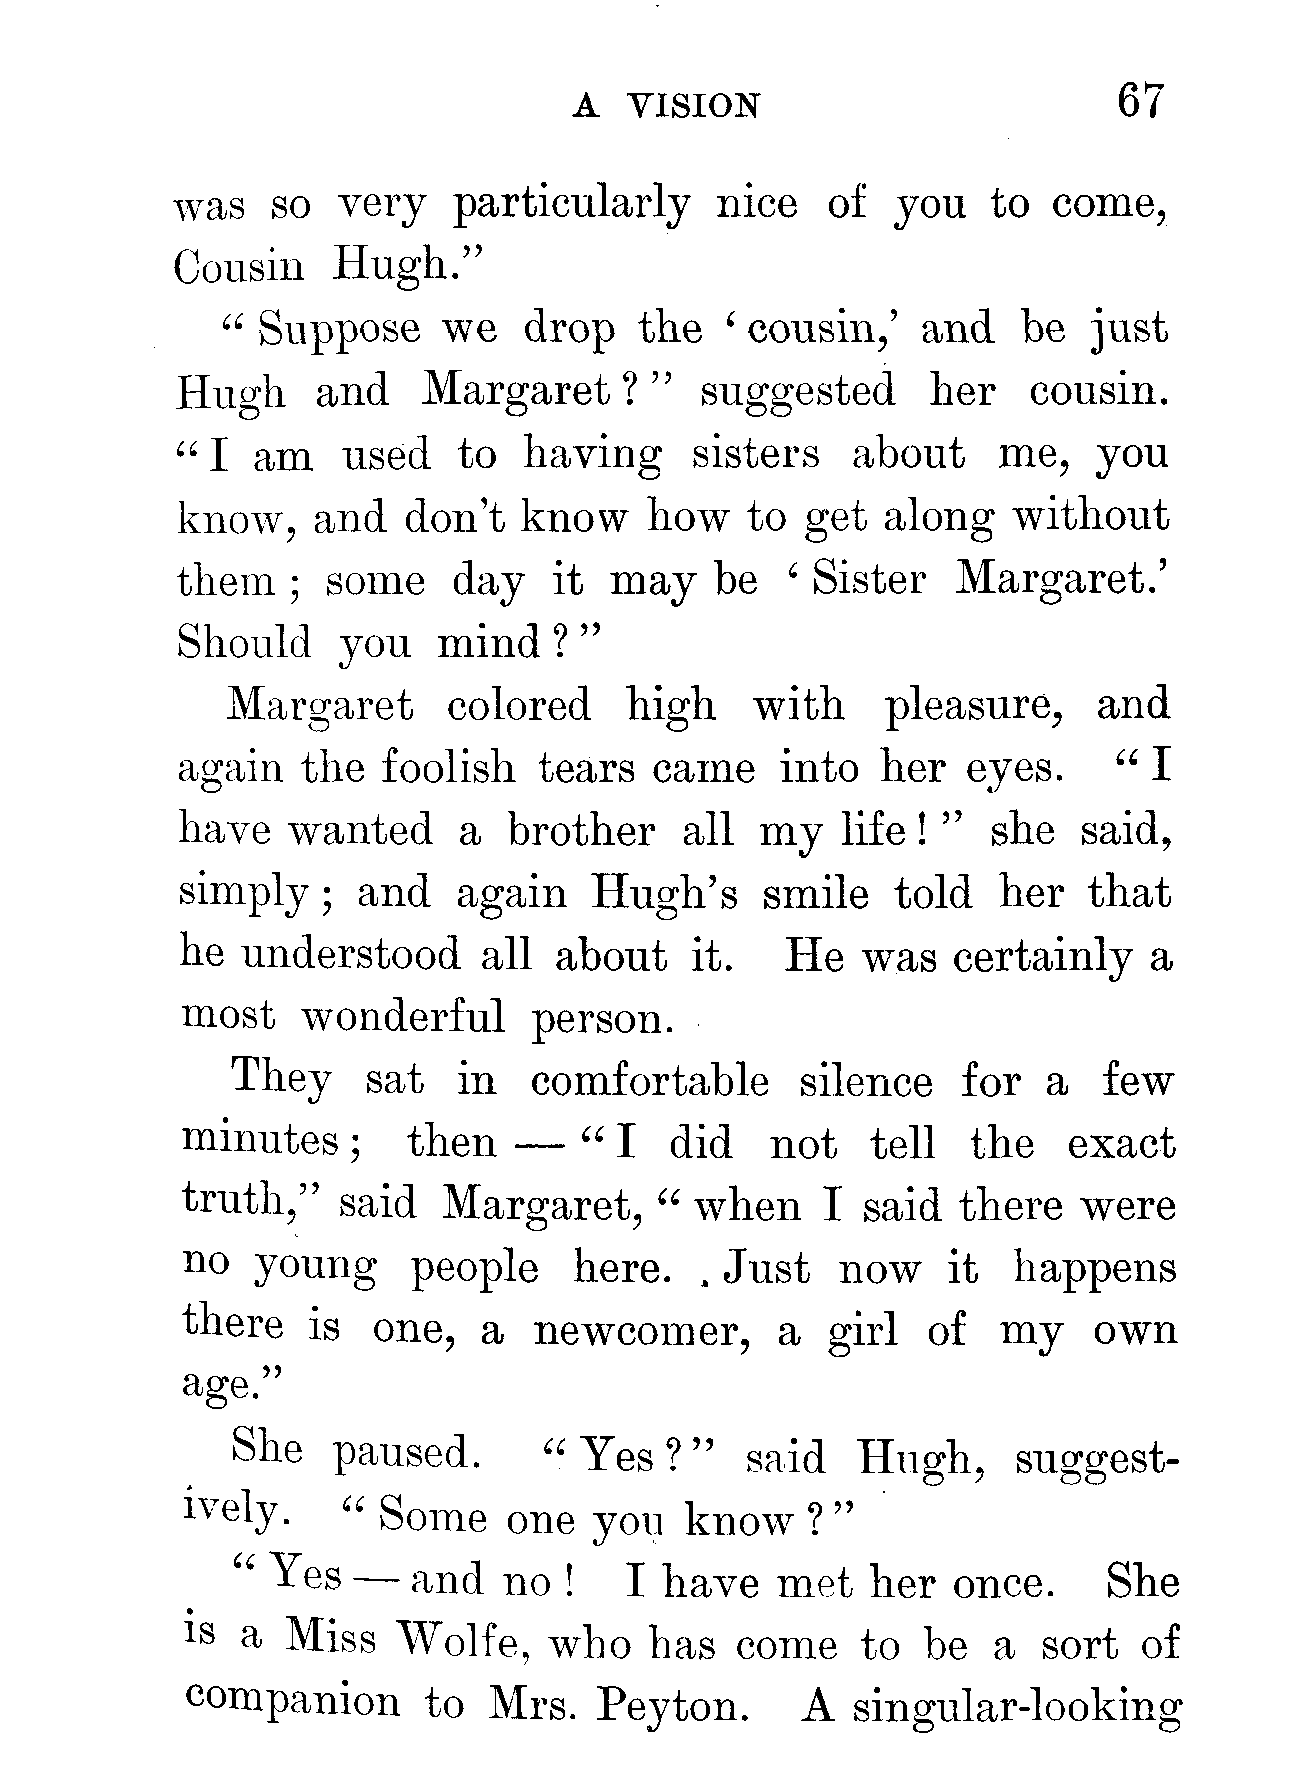 A VISION 67
was so very particularly nice of you to come,
Cousin Hugh.”
“ Suppose we drop the ‘ cousin,’ and be just
Hugh and Margaret ? ” suggested her cousin.
“ I am used to having sisters about me, you
know, and don’t know how to get along without
them ; some day it may be ‘ Sister Margaret.’
Should you mind ? ”
Margaret colored high with pleasure, and
again the foolish tears came into her eyes. “ I
have wanted a brother all my life ! ” she said,
simply ; and again Hugh’s smile told her that
he understood all about it. He was certainly a
most wonderful person.
They sat in comfortable silence for a few
minutes ; then — “ I did not tell the exact
truth,” said Margaret, “ when I said there were
no young people here. . Just now it happens
there is one, a newcomer, a girl of my own
age.”
She paused. “ Yes ? ” said Hugh, suggest-
ively. “ Some one you know ? ”
“ Yes — and no ! I have met her once. She
is a Miss Wolfe, who has come to be a sort of
companion to Mrs. Peyton. A singular-looking